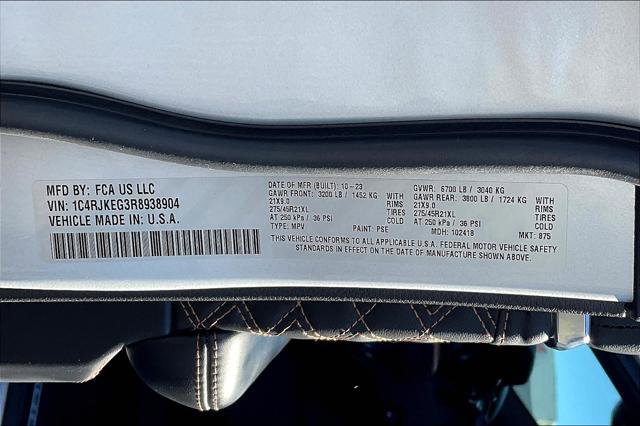 MFD BY: FCA US LLC
VIN: 1C4RJKEG3R8938904
VEHICLE MADE IN U.S.A.
DATE OF MFR (BUILT): 10-23
GAWR FRONT: 3200 LB / 1452 KG WITH
21X9.0 RIMS
275/45R21XL TIRES
AT 250 kPa / 36 PSI COLD
TYPE: MPV PAINT: PSE
GVWR: 6700 LB / 3040 KG
GAWR REAR: 3800 LB / 1724 KG WITH
21X9.0 RIMS
275/45R21XL TIRES
AT 250 kPa / 36 PSI COLD
MDH: 102418 MKT: 875
THIS VEHICLE CONFORMS TO ALL APPLICABLE U.S.A. FEDERAL MOTOR VEHICLE SAFETY
STANDARDS IN EFFECT ON THE DATE OF MANUFACTURE SHOWN ABOVE.